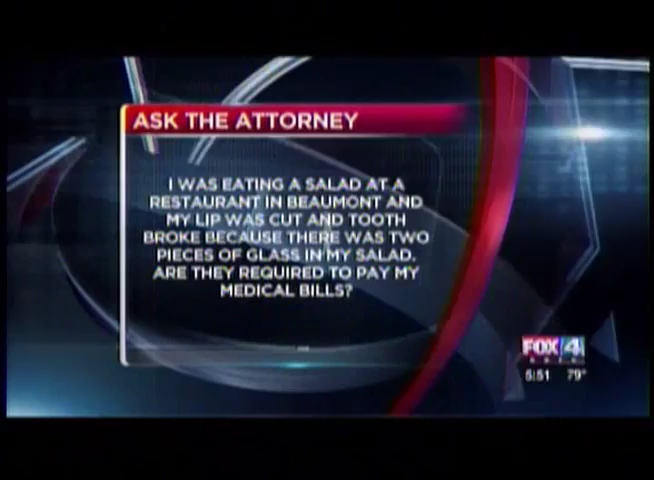 ASK THE ATTORNEY
I WAS EATING A SALAD AT A
RESTAURANT IN BEAUMONT AND
MY LIP WAS CUT AND TOOTH
BROKE BECAUSE THERE WAS TWO
PIECES OF GLASS IN MY SALAD.
ARE THEY REQUIRED TO PAY MY
MEDICAL BILLS?
FOX 4
5:51 79°